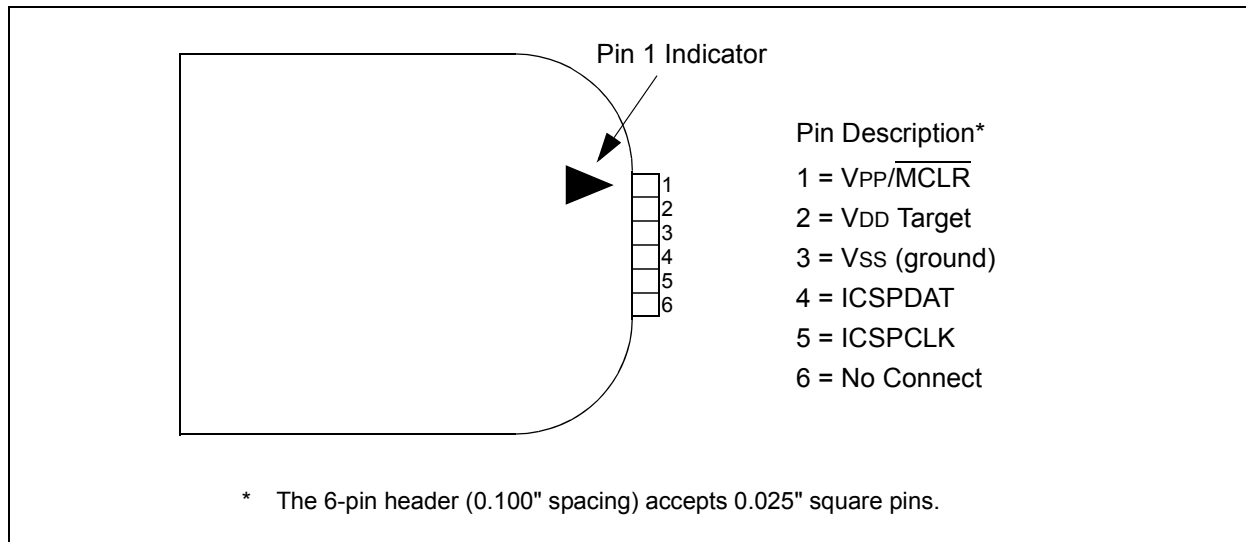 Pin 1 Indicator
1
2
3
4
5
6
Pin Description*
1 = VPP/M̅C̅L̅R̅
2 = VDD Target
3 = VSS (ground)
4 = ICSPDAT
5 = ICSPCLK
6 = No Connect
* The 6-pin header (0.100" spacing) accepts 0.025" square pins.